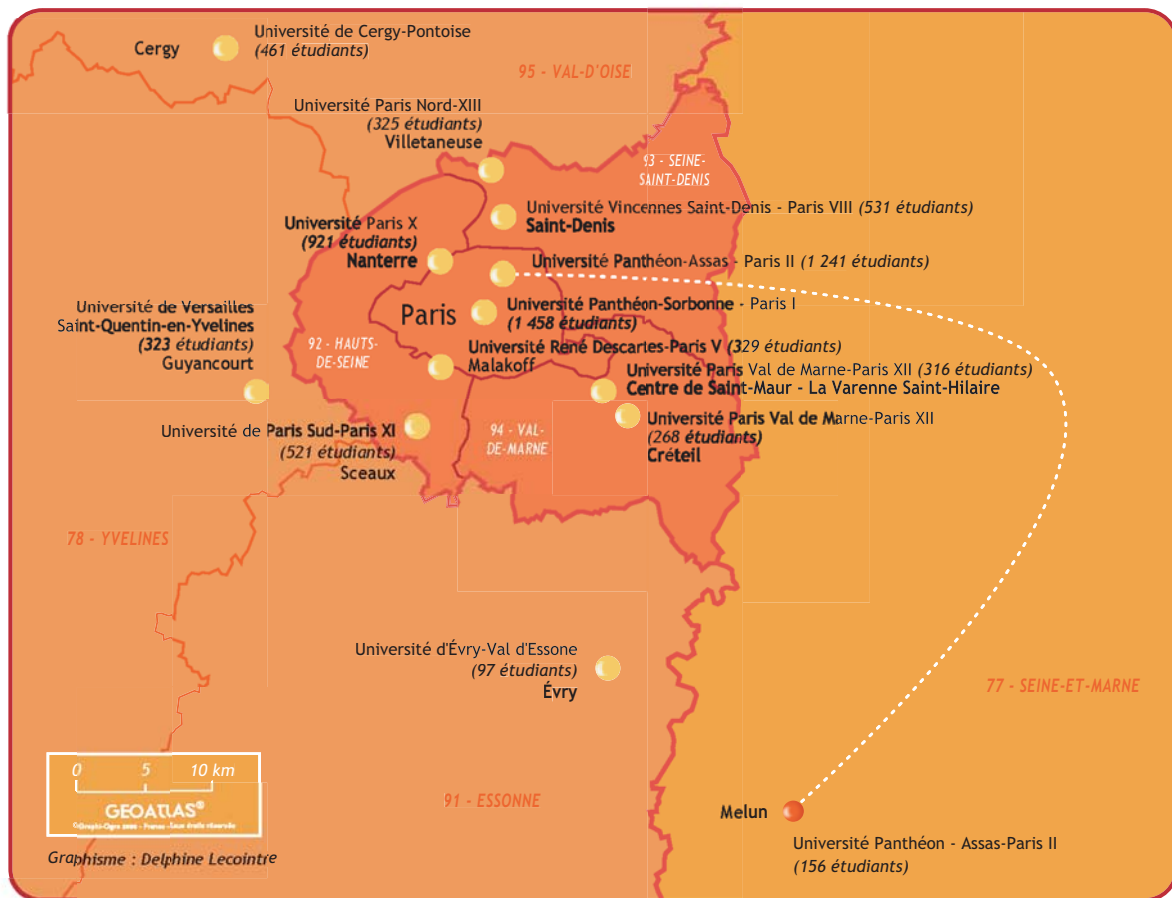 Université de Cergy-Pontoise
Cergy
(461 étudiants)
95 - VAL-D'OISE
Université Paris Nord-XIII
(325 étudiants)
Villetaneuse
93 - SEINE-
SAINT-DENIS
Université Vincennes Saint-Denis - Paris VIII (531 étudiants)
Saint-Denis
Université Paris X
(921 étudiants)
Nanterre
Université Panthéon-Assas - Paris II (1 241 étudiants)
Université de Versailles
Saint-Quentin-en-Yvelines
(323 étudiants)
Guyancourt
Paris
Université Panthéon-Sorbonne - Paris I
(1 458 étudiants)
92 - HAUTS-
DE-SEINE
Université René Descartes-Paris V (329 étudiants)
Malakoff
Université Paris Val de Marne-Paris XII (316 étudiants)
Centre de Saint-Maur - La Varenne Saint-Hilaire
Université Paris Val de Marne-Paris XII
(268 étudiants)
Créteil
94 - VAL-
DE-MARNE
Université de Paris Sud-Paris XI
(521 étudiants)
Sceaux
78 - YVELINES
Université d'Évry-Val d'Essone
(97 étudiants)
Évry
77 - SEINE-ET-MARNE
0 5 10 km
GEOATLAS®
91 - ESSONNE
Melun
Université Panthéon - Assas-Paris II
(156 étudiants)
Graphisme : Delphine Lecointre